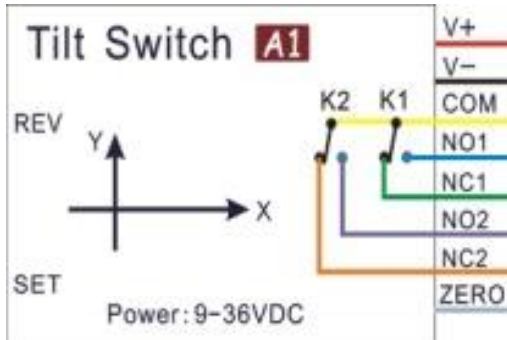 Tilt Switch A1
V+
V-
K2 K1 COM
REV
Y
NO1
NC1
X
NO2
NC2
SET
ZERO
Power: 9-36VDC